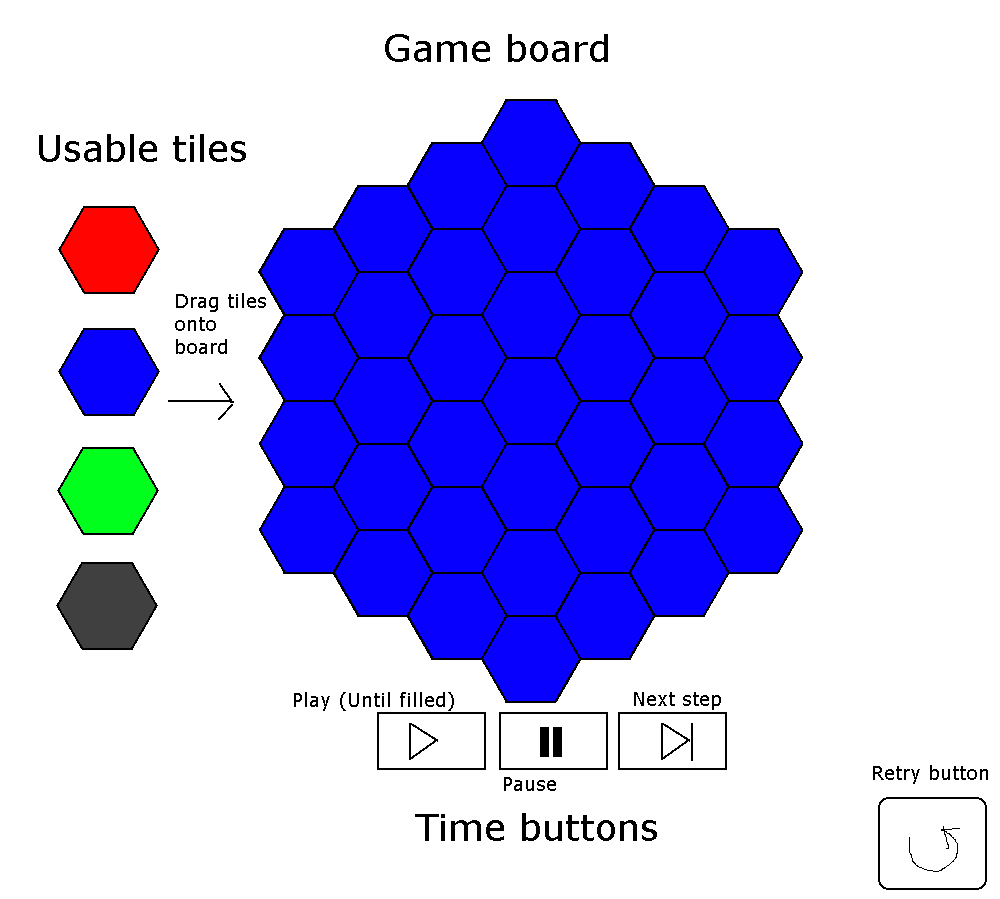 Game board
Usable tiles
Drag tiles
onto
board
Play (Until filled)
Next step
Pause
Time buttons
Retry button